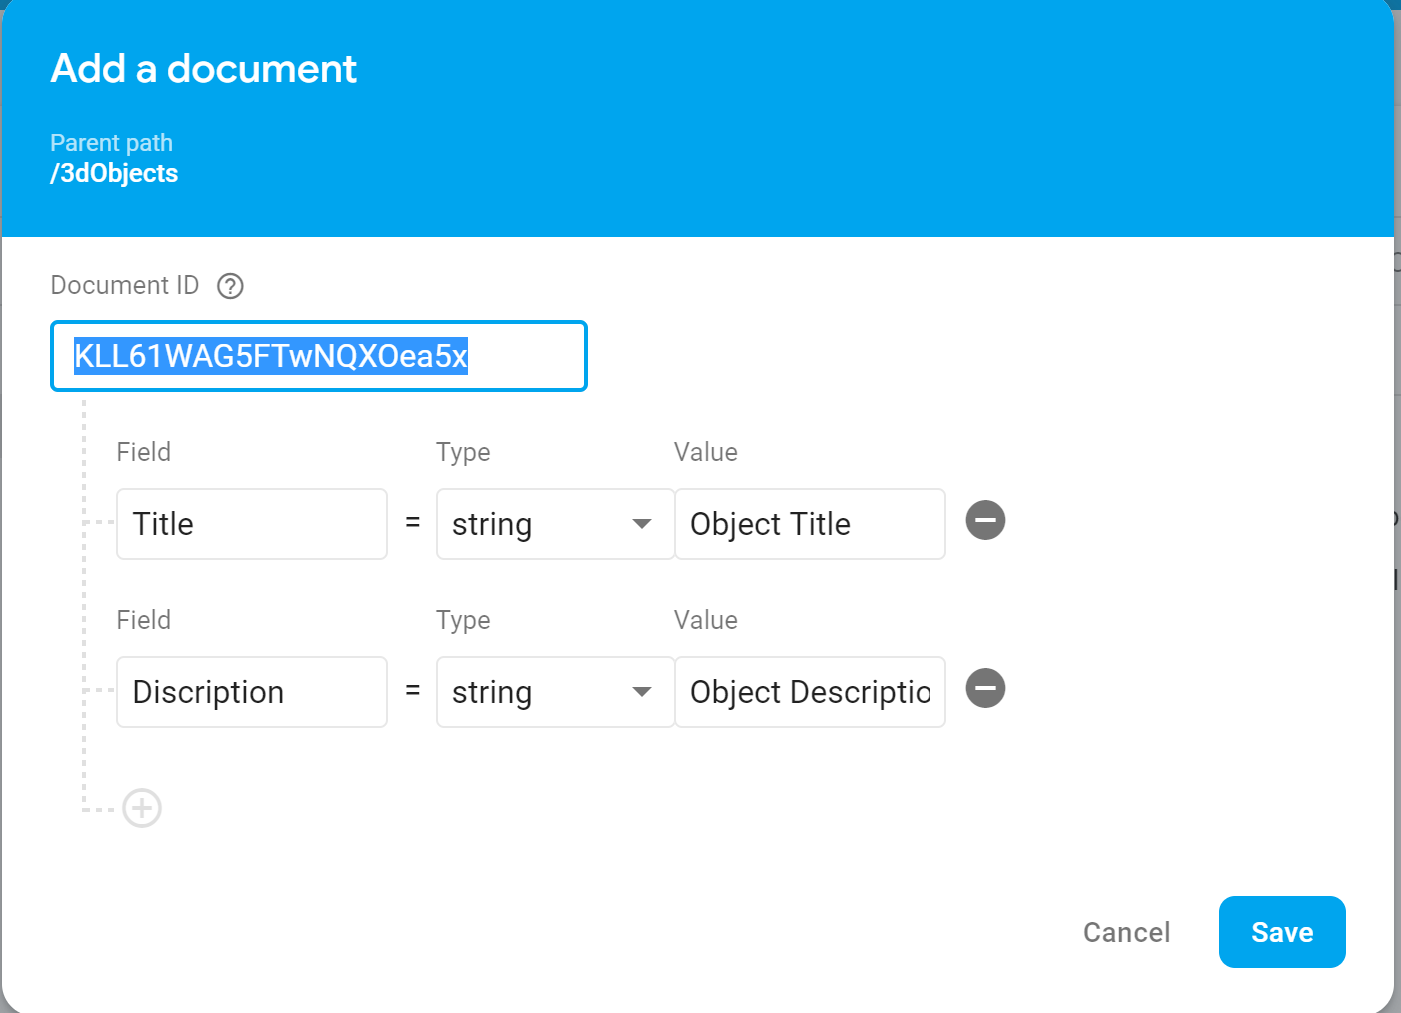 Add a document
Parent path
/3dObjects
Document ID
KLL61WAG5FTwNQXOea5x
Field Type Value
Title = string Object Title
Field Type Value
Discription = string Object Descriptio
Cancel Save